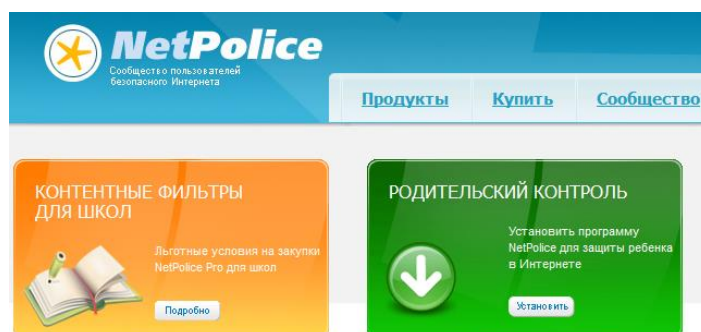 NetPolice
Сообщество пользователей
безопасного Интернета
Продукты Купить Сообщество
КОНТЕНТНЫЕ ФИЛЬТРЫ
ДЛЯ ШКОЛ
Льготные условия на закупки
NetPolice Pro для школ
Подробно
РОДИТЕЛЬСКИЙ КОНТРОЛЬ
Установить программу
NetPolice для защиты ребенка
в Интернете
Установить